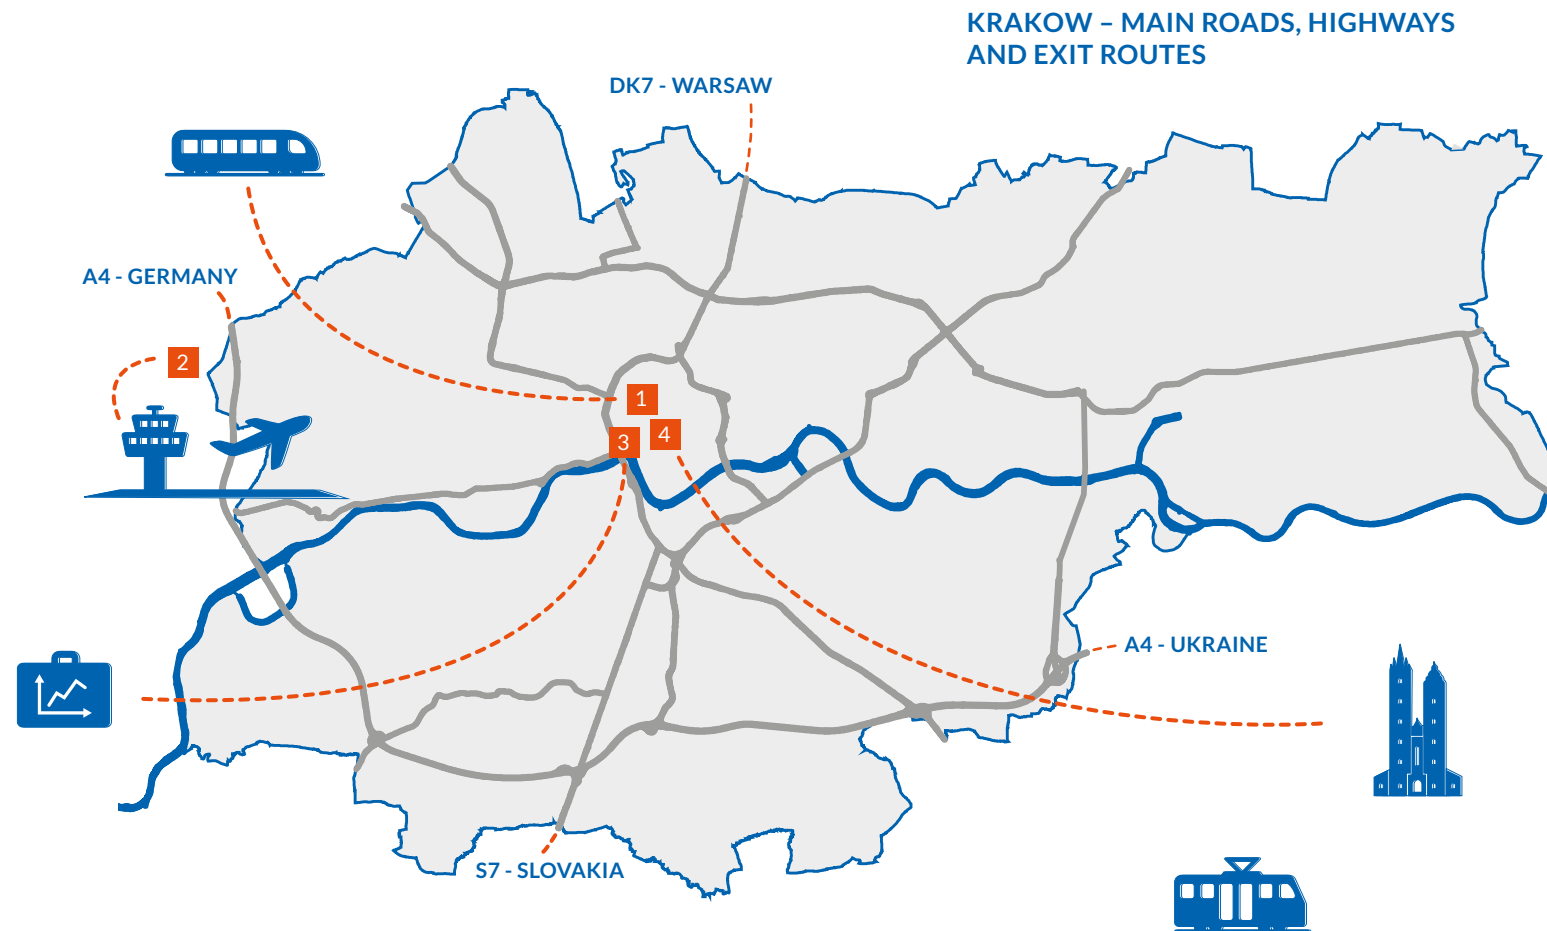 KRAKOW – MAIN ROADS, HIGHWAYS
AND EXIT ROUTES
DK7 - WARSAW
A4 - GERMANY
2
1
3
4
A4 - UKRAINE
S7 - SLOVAKIA